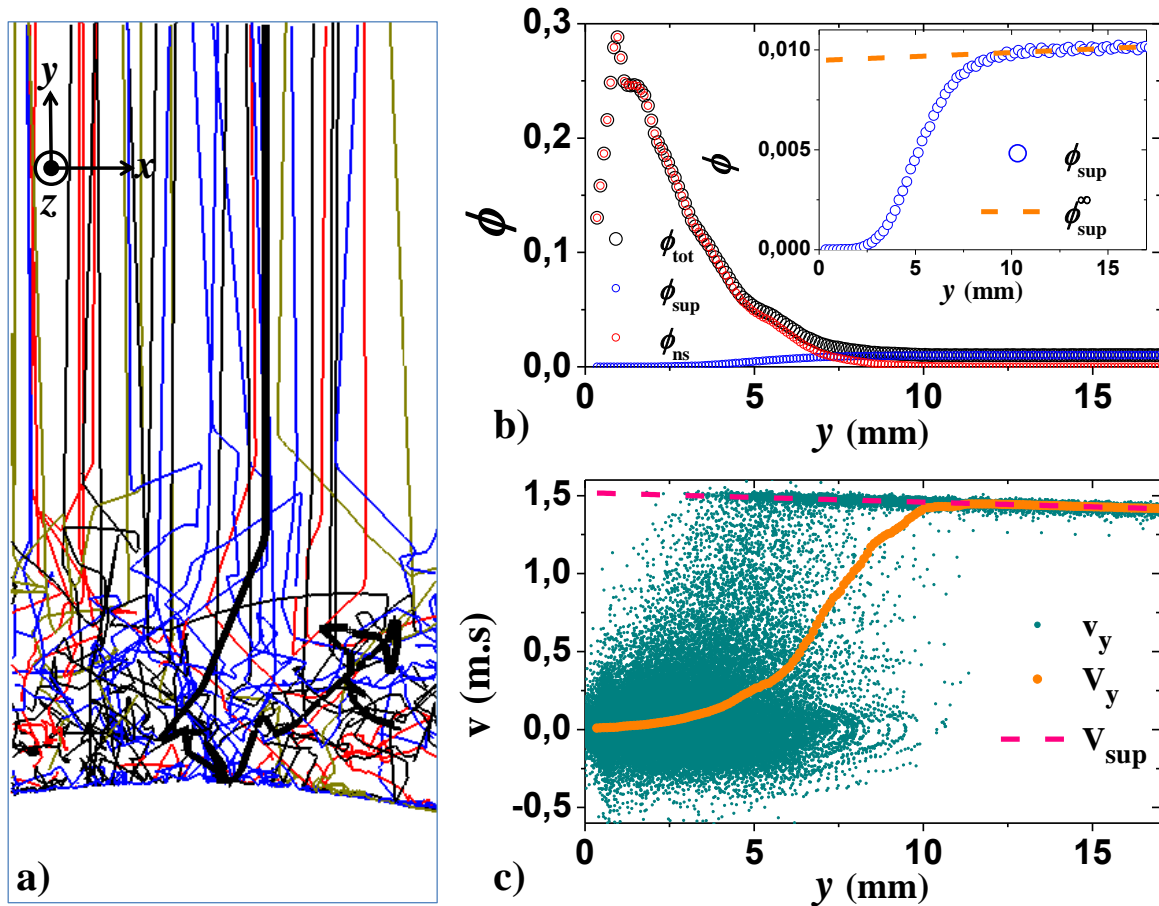 y
x
z
a)
0,3
0,2
0,1
0,0
ϕ
ϕtot
ϕsup
ϕns
0
5
10
15
y (mm)
b)
0,010
0,005
0,000
ϕ
ϕsup
ϕ∞sup
0
5
10
15
y (mm)
1,5
1,0
0,5
0,0
-0,5
v (m.s)
vy
Vy
Vsup
0
5
10
15
y (mm)
c)